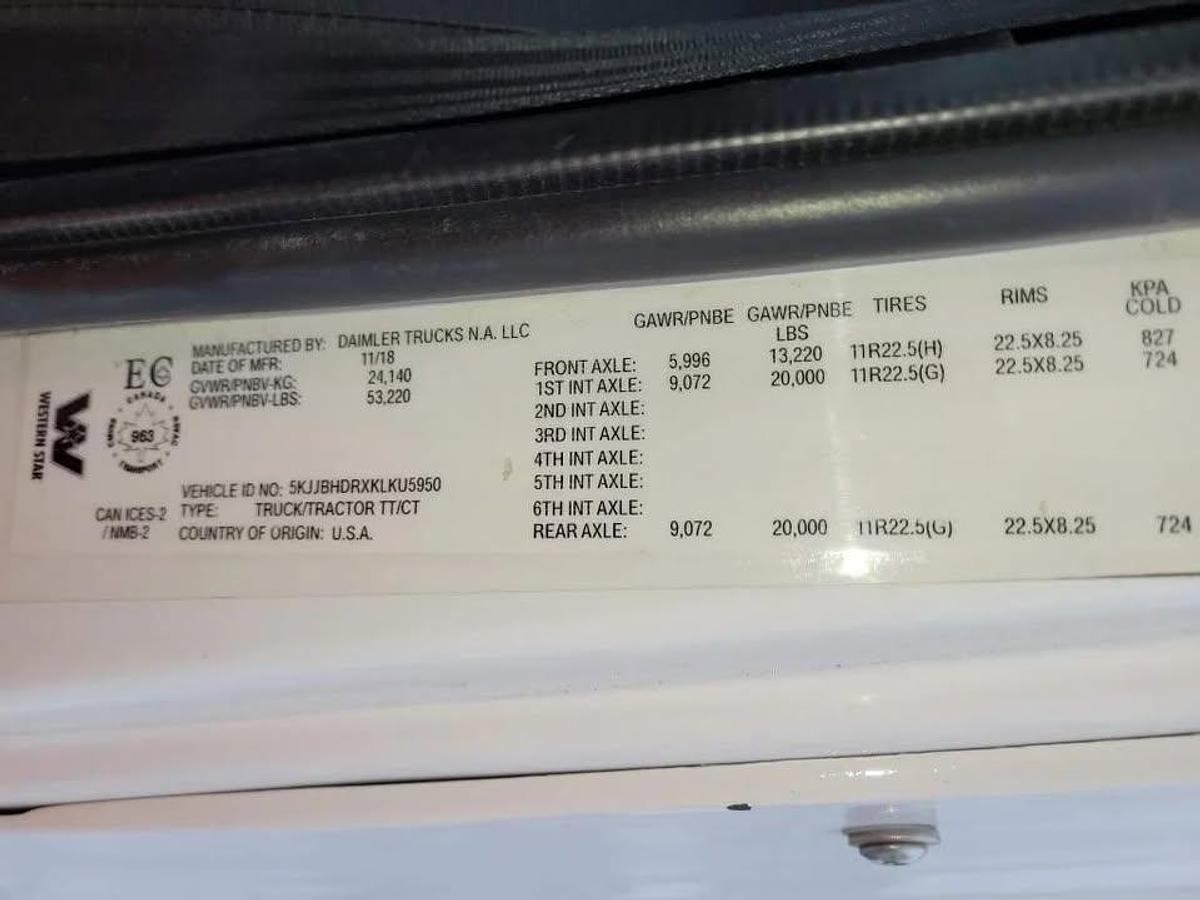 GAWR/PNBE GAWR/PNBE TIRES RIMS KPA
LBS COLD
MANUFACTURED BY: DAIMLER TRUCKS N.A. LLC
DATE OF MFR: 11/18
GVWR/PNBV-KG: 24,140
GVWR/PNBV-LBS: 53,220
FRONT AXLE: 5,996 13,220 11R22.5(H) 22.5X8.25 827
1ST INT AXLE: 9,072 20,000 11R22.5(G) 22.5X8.25 724
2ND INT AXLE:
3RD INT AXLE:
4TH INT AXLE:
5TH INT AXLE:
6TH INT AXLE:
REAR AXLE: 9,072 20,000 11R22.5(G) 22.5X8.25 724
WESTERN STAR
CANADA
963
TRANSPORT
VEHICLE ID NO: 5KJJBHDRXKLKU5950
CAN ICES-2 TYPE: TRUCK/TRACTOR TT/CT
/ NMB-2 COUNTRY OF ORIGIN: U.S.A.